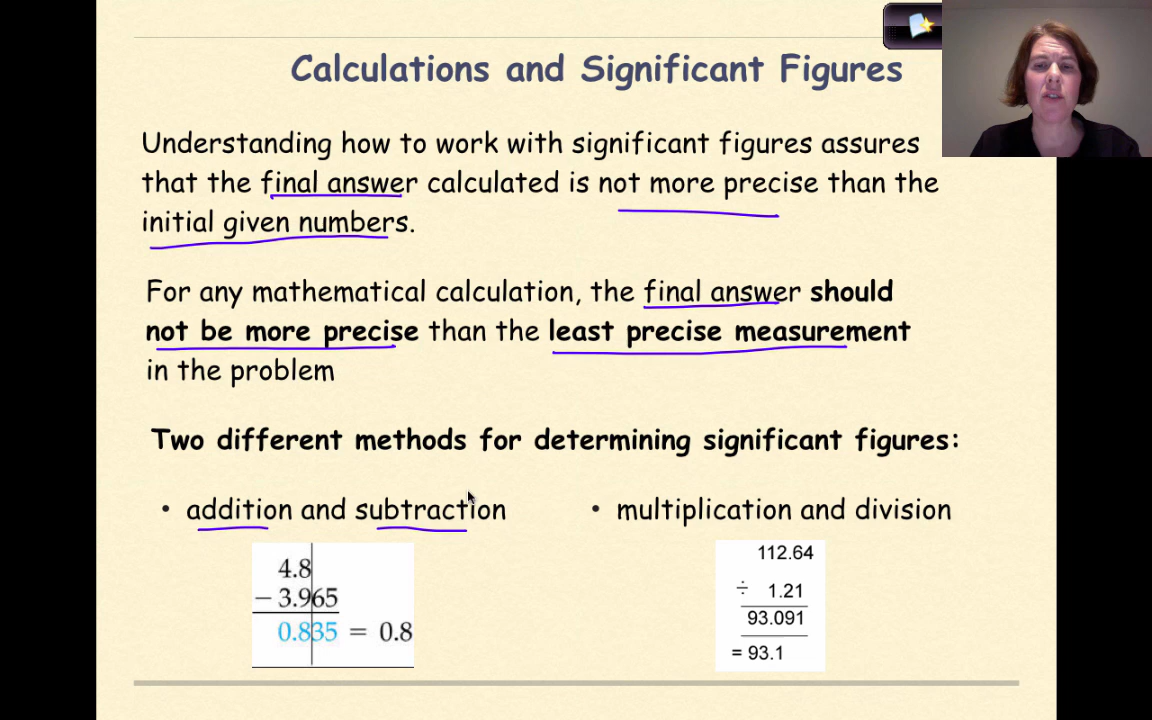 Calculations and Significant Figures
Understanding how to work with significant figures assures
that the final answer calculated is not more precise than the
initial given numbers.
For any mathematical calculation, the final answer should
not be more precise than the least precise measurement
in the problem
Two different methods for determining significant figures:
• addition and subtraction
4.8
− 3.965
0.835 = 0.8
• multiplication and division
112.64
÷ 1.21
93.091
= 93.1